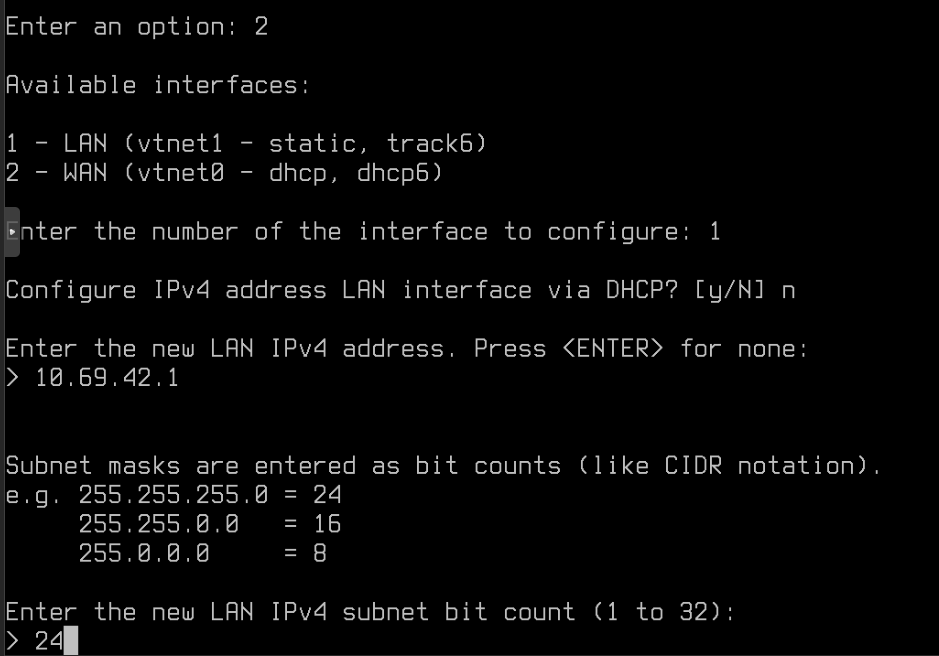 Enter an option: 2
Available interfaces:
1 - LAN (vtnet1 - static, track6)
2 - WAN (vtnet0 - dhcp, dhcp6)
Enter the number of the interface to configure: 1
Configure IPv4 address LAN interface via DHCP? [y/N] n
Enter the new LAN IPv4 address. Press <ENTER> for none:
> 10.69.42.1
Subnet masks are entered as bit counts (like CIDR notation).
e.g. 255.255.255.0 = 24
     255.255.0.0   = 16
     255.0.0.0     = 8
Enter the new LAN IPv4 subnet bit count (1 to 32):
> 24